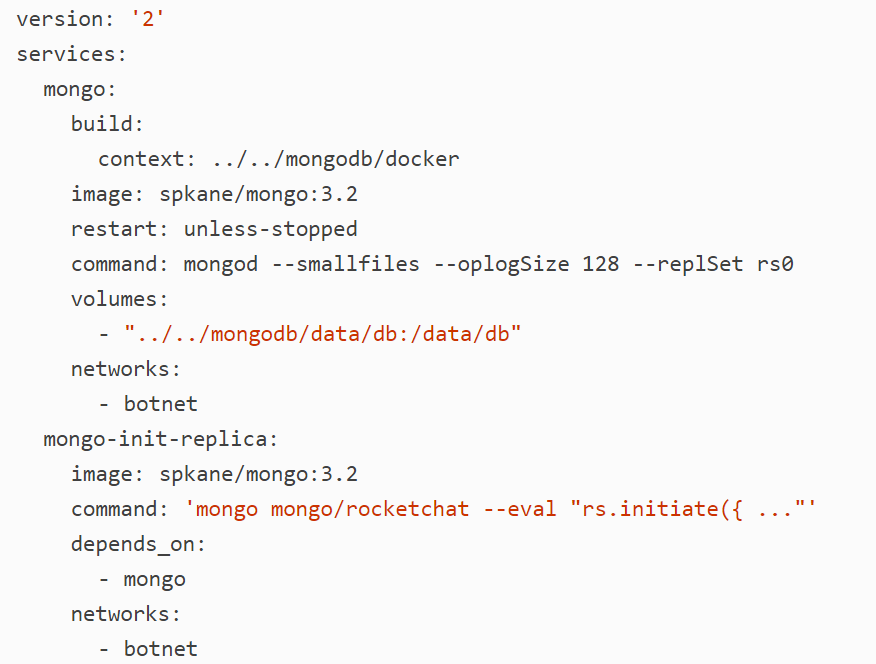 version: '2'
services:
  mongo:
    build:
      context: ../../mongodb/docker
    image: spkane/mongo:3.2
    restart: unless-stopped
    command: mongod --smallfiles --oplogSize 128 --replSet rs0
    volumes:
      - "../../mongodb/data/db:/data/db"
    networks:
      - botnet
  mongo-init-replica:
    image: spkane/mongo:3.2
    command: 'mongo mongo/rocketchat --eval "rs.initiate({ ..."'
    depends_on:
      - mongo
    networks:
      - botnet